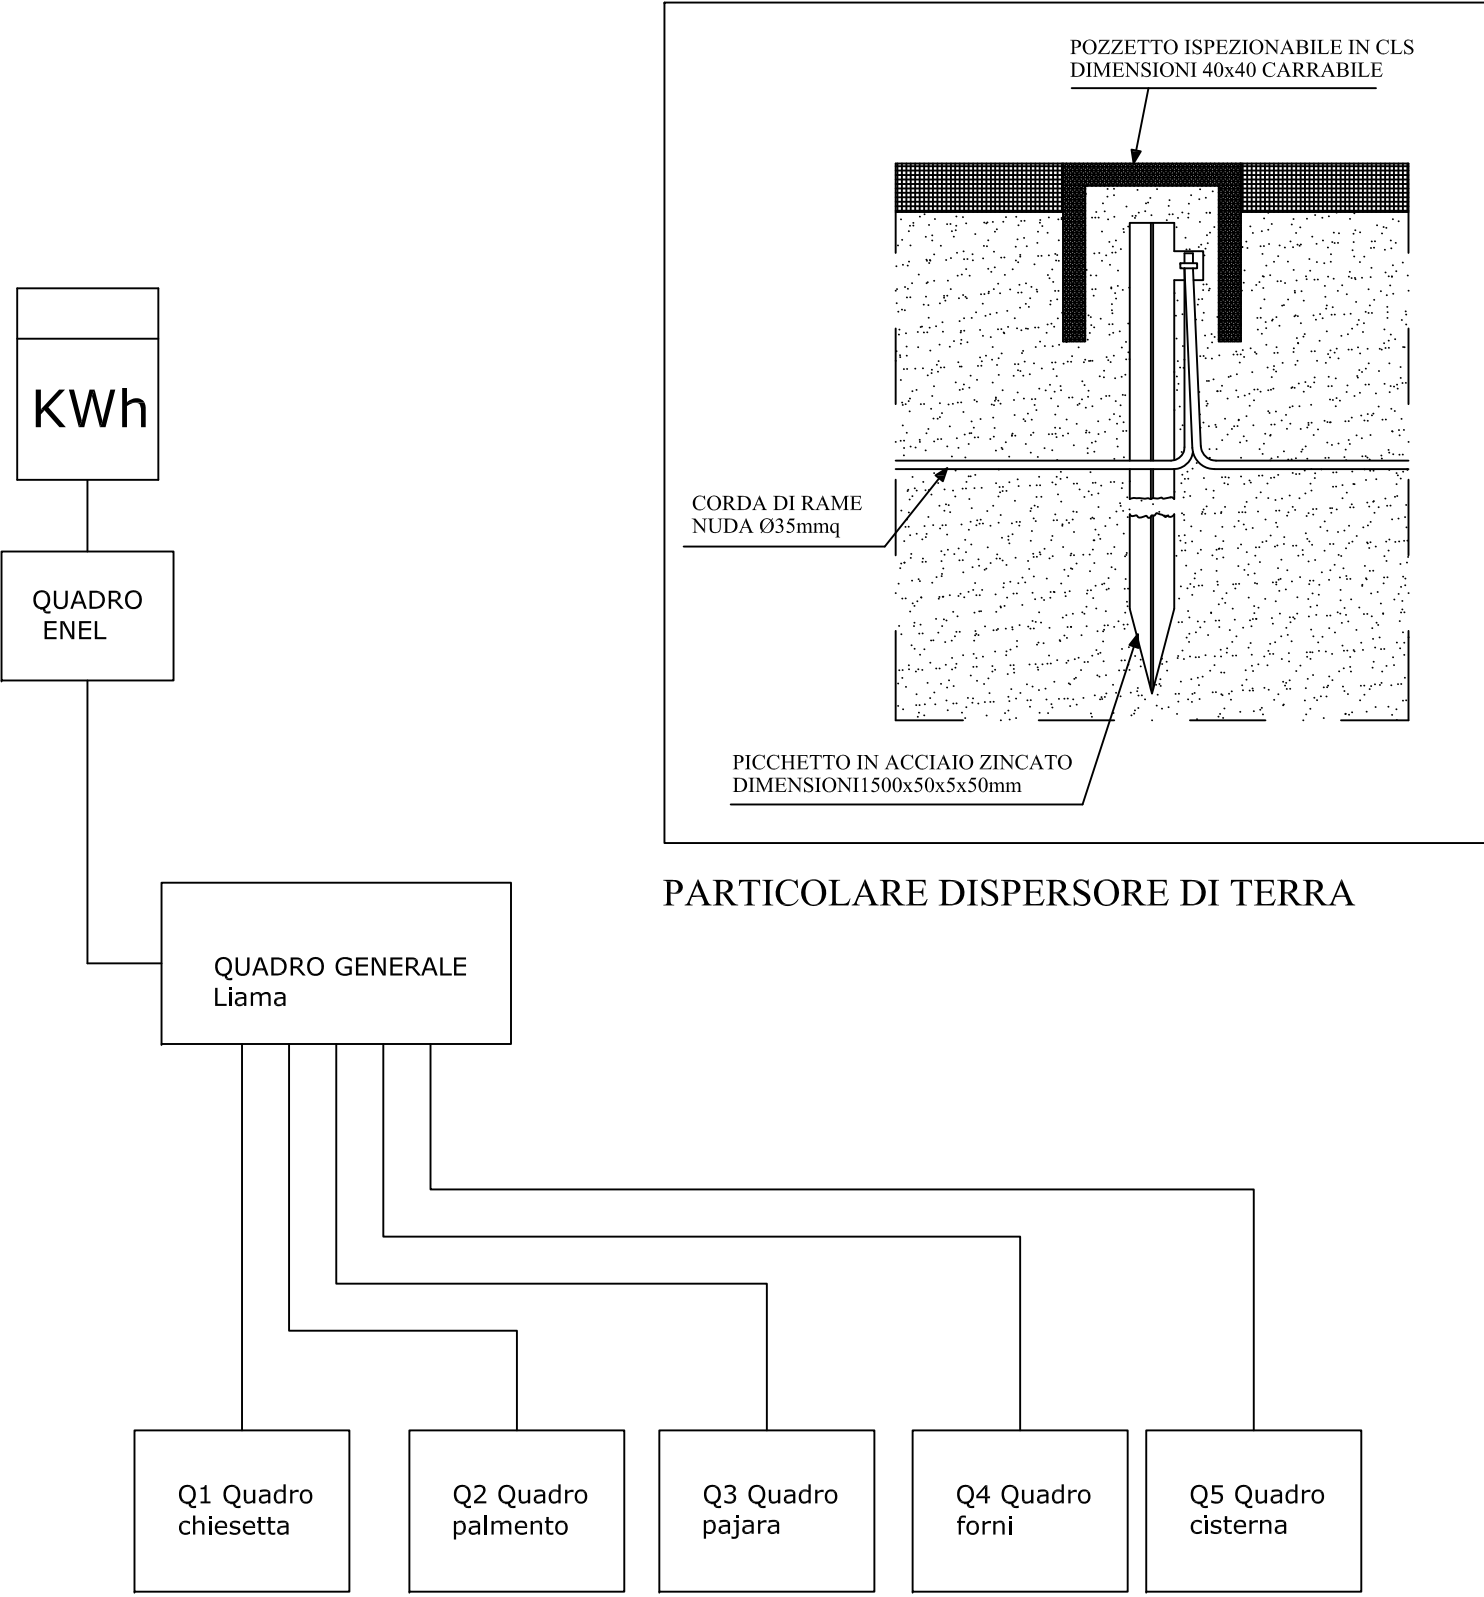 POZZETTO ISPEZIONABILE IN CLS
DIMENSIONI 40x40 CARRABILE
KWh
CORDA DI RAME
NUDA Ø35mmq
QUADRO
ENEL
PICCHETTO IN ACCIAIO ZINCATO
DIMENSIONI1500x50x5x50mm
PARTICOLARE DISPERSORE DI TERRA
QUADRO GENERALE
Liama
Q1 Quadro
chiesetta
Q2 Quadro
palmento
Q3 Quadro
pajara
Q4 Quadro
forni
Q5 Quadro
cisterna